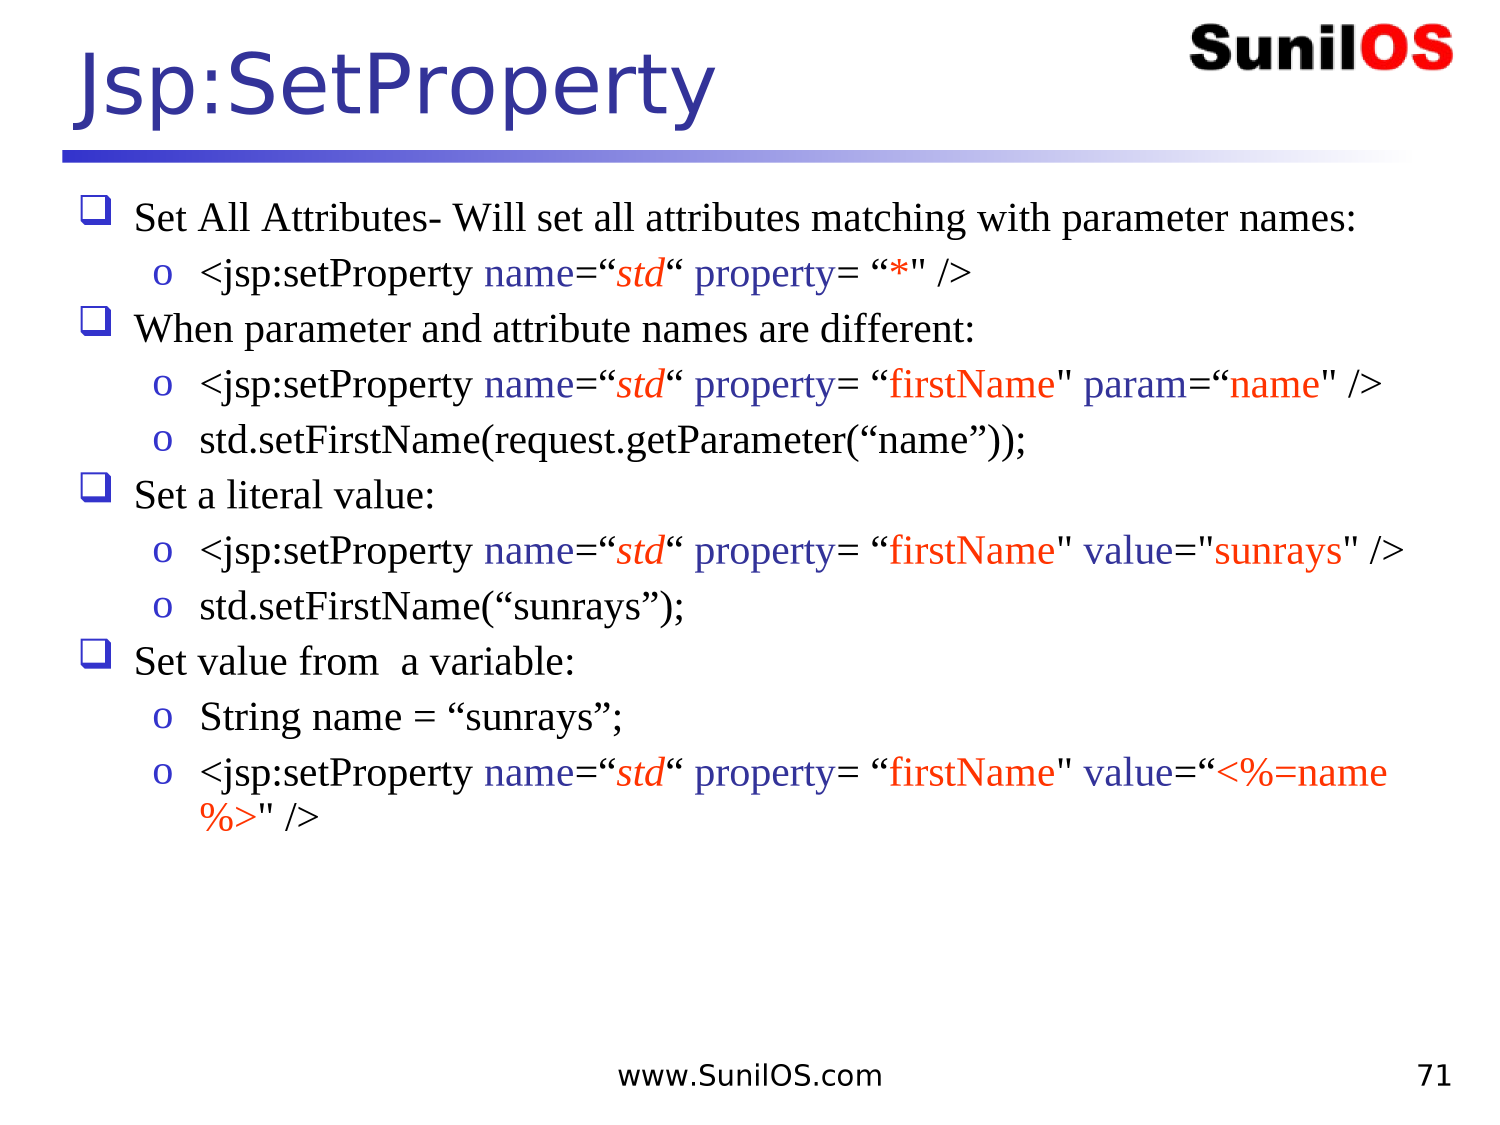 Jsp:SetProperty
SunilOS
Set All Attributes- Will set all attributes matching with parameter names:
o <jsp:setProperty name=“std“ property= “*" />
When parameter and attribute names are different:
o <jsp:setProperty name=“std“ property= “firstName" param=“name" />
o std.setFirstName(request.getParameter(“name”));
Set a literal value:
o <jsp:setProperty name=“std“ property= “firstName" value="sunrays" />
o std.setFirstName(“sunrays”);
Set value from  a variable:
o String name = “sunrays”;
o <jsp:setProperty name=“std“ property= “firstName" value=“<%=name
%>" />
www.SunilOS.com
71